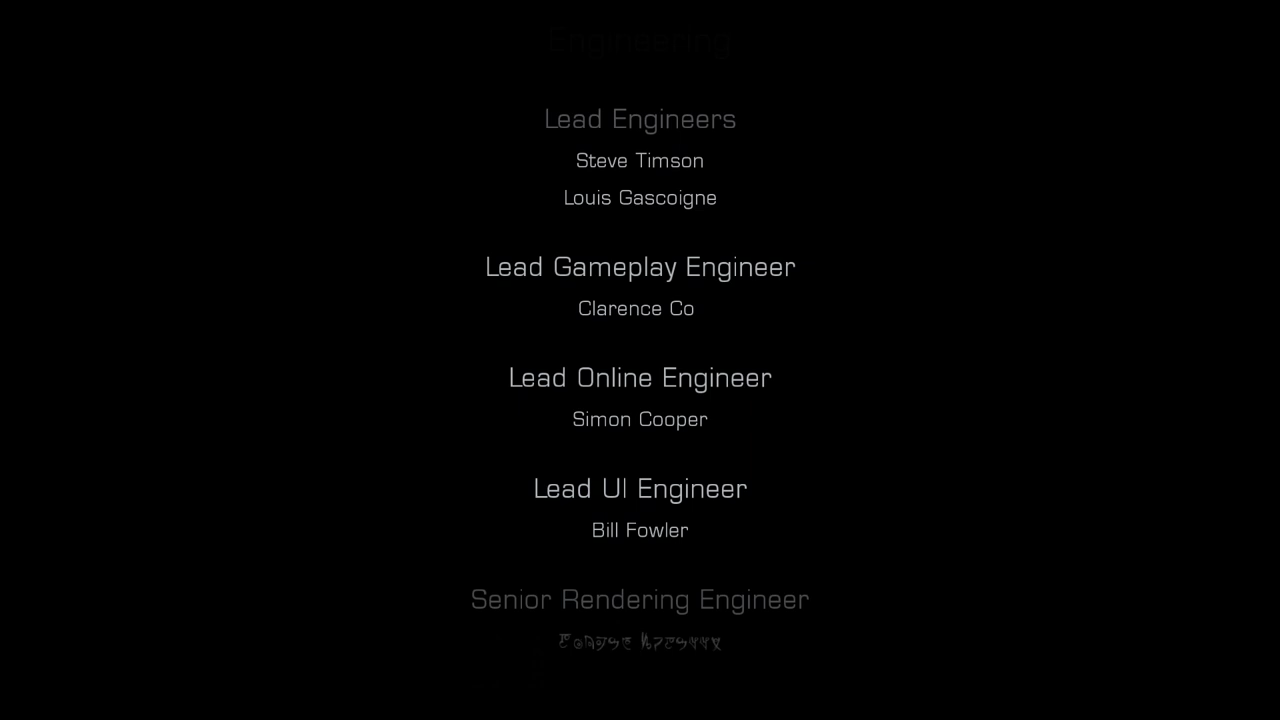 Engineering
Lead Engineers
Steve Timson
Louis Gascoigne
Lead Gameplay Engineer
Clarence Co
Lead Online Engineer
Simon Cooper
Lead UI Engineer
Bill Fowler
Senior Rendering Engineer